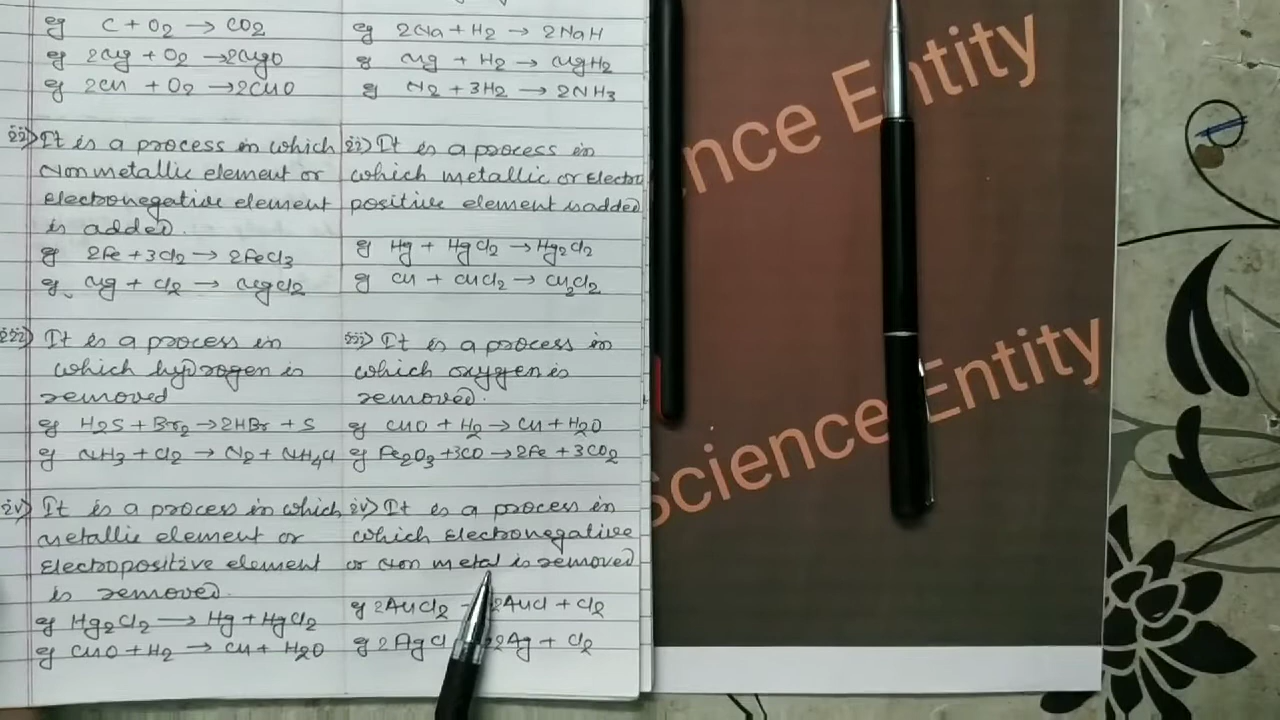 eg C + O2 → CO2
eg 2Mg + O2 → 2MgO
eg 2Cu + O2 → 2CuO
ii) It is a process in which
Nonmetallic element or
electronegative element
is added.
eg 2Fe + 3Cl2 → 2FeCl3
eg Mg + Cl2 → MgCl2
iii) It is a process in
which hydrogen is
removed
eg H2S + Br2 → 2HBr + S
eg NH3 + Cl2 → N2 + NH4Cl
iv) It is a process in which
metallic element or
Electropositive element
is removed.
eg Hg2Cl2 → Hg + HgCl2
eg CuO + H2 → Cu + H2O
eg 2Na + H2 → 2NaH
eg Mg + H2 → MgH2
eg N2 + 3H2 → 2NH3
ii) It is a process in
which metallic or Electro
positive element is added
eg Hg + HgCl2 → Hg2Cl2
eg Cu + CuCl2 → Cu2Cl2
iii) It is a process in
which oxygen is
removed.
eg CuO + H2 → Cu + H2O
eg Fe2O3 + 3CO → 2Fe + 3CO2
iv) It is a process in
which Electronegative
or Non metal is removed
eg 2AuCl2 2AuCl + Cl2
eg 2AgCl 2Ag + Cl2
nce Entity
Science Entity